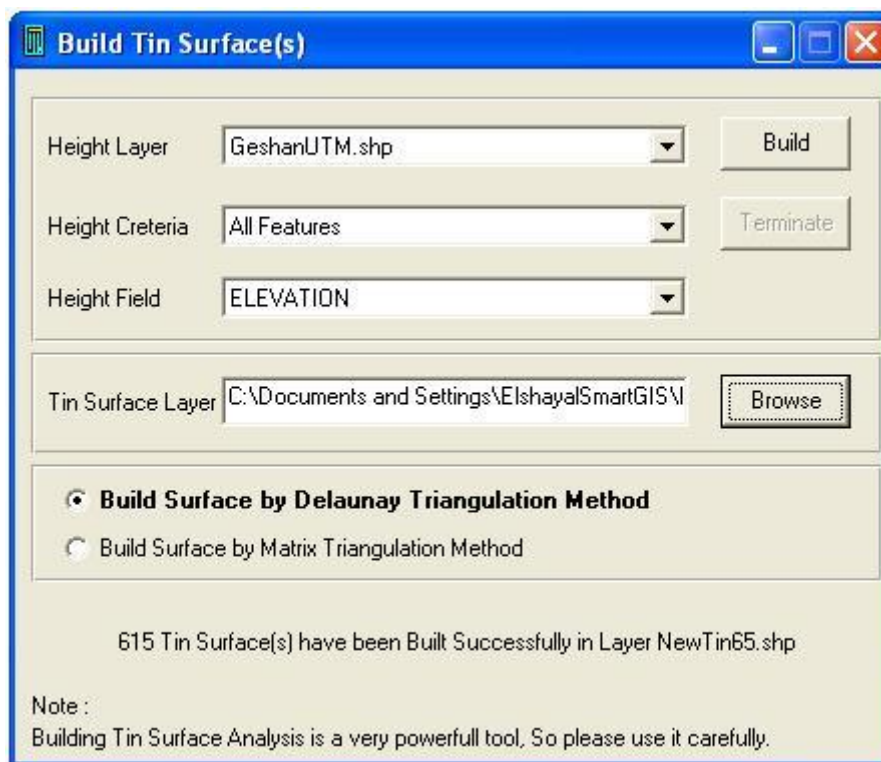 Build Tin Surface(s)
Height Layer GeshanUTM.shp Build
Height Creteria All Features Terminate
Height Field ELEVATION
Tin Surface Layer C:\Documents and Settings\ElshayalSmartGIS\ Browse
Build Surface by Delaunay Triangulation Method
Build Surface by Matrix Triangulation Method
615 Tin Surface(s) have been Built Successfully in Layer NewTin65.shp
Note :
Building Tin Surface Analysis is a very powerfull tool, So please use it carefully.